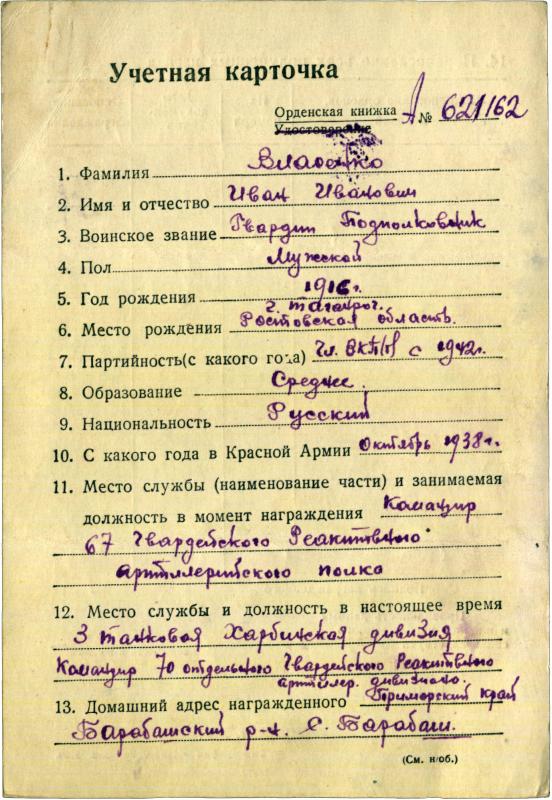 Учетная карточка
Орденская книжка А № 621162
Удостоверение
1. Фамилия Власенко
2. Имя и отчество Иван Иванович
3. Воинское звание Гвардии Подполковник
4. Пол Мужской
5. Год рождения 1916 г.
г. Таганрог
6. Место рождения Ростовская область.
7. Партийность (с какого года) Чл. ВКП(б) с 1942 г.
8. Образование Среднее.
9. Национальность Русский
10. С какого года в Красной Армии октябрь 1938 г.
11. Место службы (наименование части) и занимаемая
должность в момент награждения Командир
67 Гвардейского Реактивного
артиллерийского полка
12. Место службы и должность в настоящее время
3 танковая Харбинская дивизия
Командир 70 отдельного Гвардейского Реактивного
артиллер. дивизиона.
13. Домашний адрес награжденного Приморский край
Барабашский р-н. с. Барабаш.
(См. н/об.)